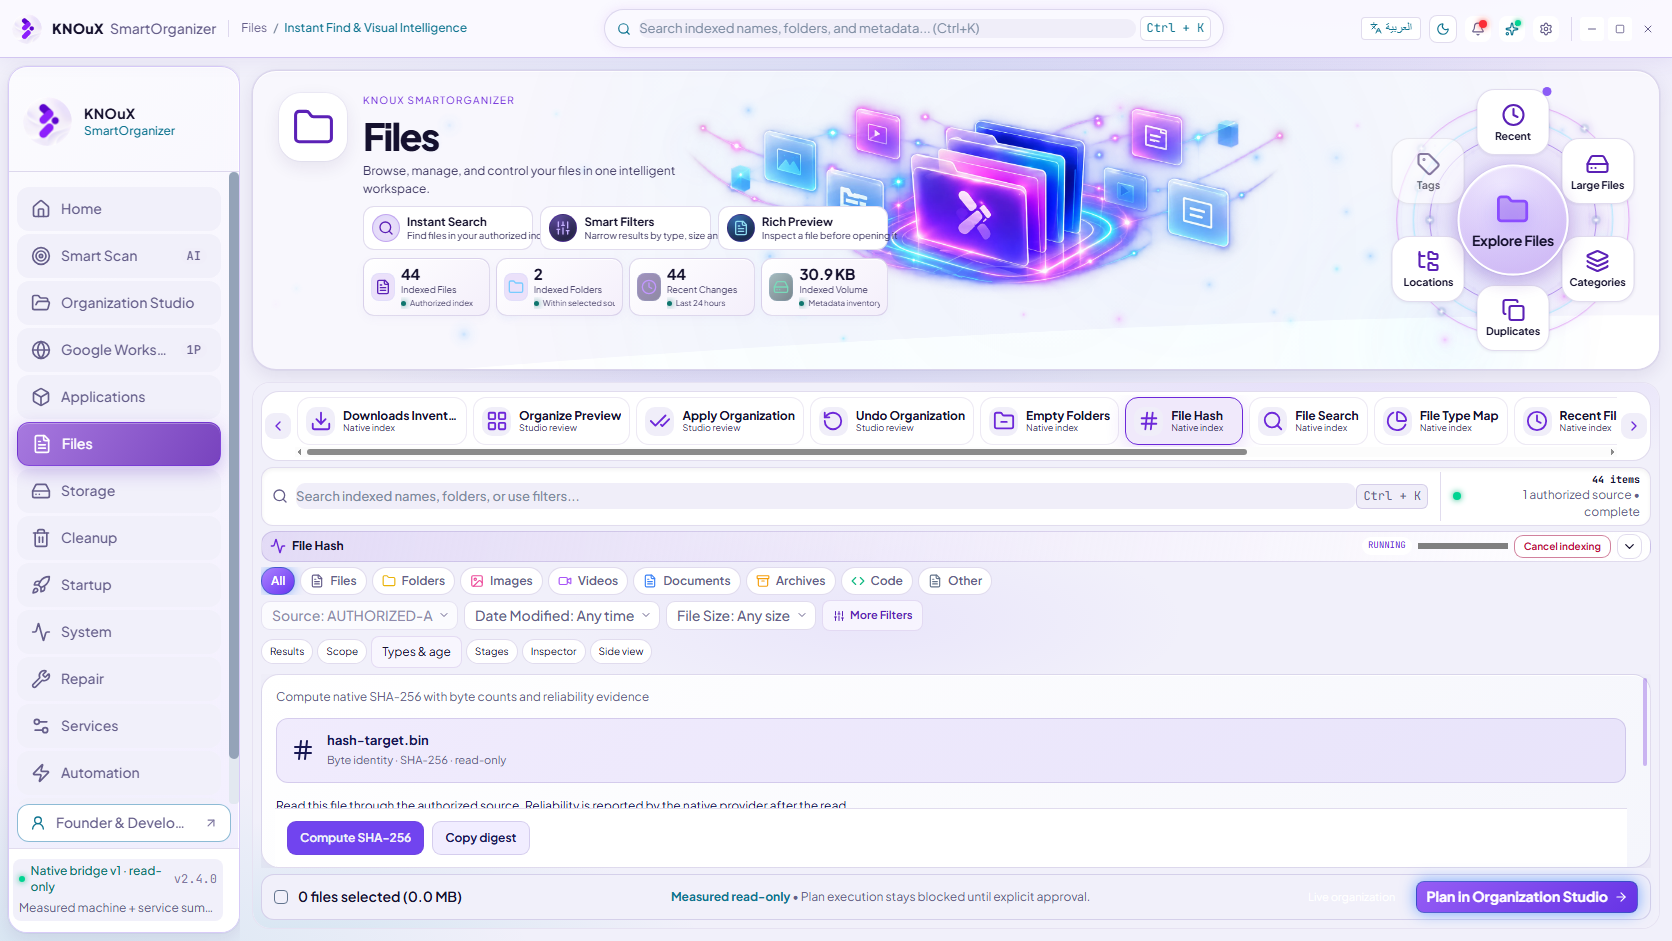 KNOuX SmartOrganizer
Files / Instant Find & Visual Intelligence
Search indexed names, folders, and metadata... (Ctrl+K)
Ctrl + K
العربية
KNOuX
SmartOrganizer
Home
Smart Scan AI
Organization Studio
Google Works... 1P
Applications
Files
Storage
Cleanup
Startup
System
Repair
Services
Automation
Founder & Develo...
Native bridge v1 · read-only
v2.4.0
Measured machine + service sum...
KNOUX SMARTORGANIZER
Files
Browse, manage, and control your files in one intelligent
workspace.
Instant Search
Find files in your authorized ind
Smart Filters
Narrow results by type, size an
Rich Preview
Inspect a file before opening it
44
Indexed Files
Authorized index
2
Indexed Folders
Within selected sou
44
Recent Changes
Last 24 hours
30.9 KB
Indexed Volume
Metadata inventory
Recent
Tags
Large Files
Explore Files
Locations
Categories
Duplicates
Downloads Invent...
Native index
Organize Preview
Studio review
Apply Organization
Studio review
Undo Organization
Studio review
Empty Folders
Native index
File Hash
Native index
File Search
Native index
File Type Map
Native index
Recent Fil
Native index
Search indexed names, folders, or use filters...
Ctrl + K
44 items
1 authorized source •
complete
File Hash
RUNNING
Cancel indexing
All Files Folders Images Videos Documents Archives Code Other
Source: AUTHORIZED-A
Date Modified: Any time
File Size: Any size
More Filters
Results Scope Types & age Stages Inspector Side view
Compute native SHA-256 with byte counts and reliability evidence
hash-target.bin
Byte identity · SHA-256 · read-only
Read this file through the authorized source. Reliability is reported by the native provider after the read.
Compute SHA-256
Copy digest
0 files selected (0.0 MB)
Measured read-only • Plan execution stays blocked until explicit approval.
Live organization
Plan in Organization Studio